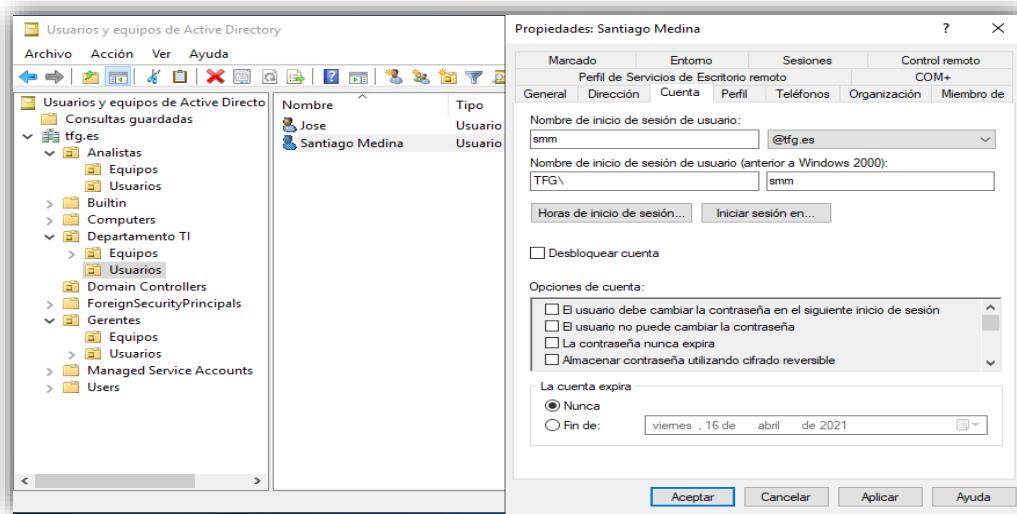 Usuarios y equipos de Active Directory
Archivo Acción Ver Ayuda
Usuarios y equipos de Active Directo
Consultas guardadas
tfg.es
Analistas
Equipos
Usuarios
Builtin
Computers
Departamento TI
Equipos
Usuarios
Domain Controllers
ForeignSecurityPrincipals
Gerentes
Equipos
Usuarios
Managed Service Accounts
Users
Nombre Tipo
Jose Usuario
Santiago Medina Usuario
Propiedades: Santiago Medina ? ×
Marcado Entorno Sesiones Control remoto
Perfil de Servicios de Escritorio remoto COM+
General Dirección Cuenta Perfil Teléfonos Organización Miembro de
Nombre de inicio de sesión de usuario:
smm @tfg.es
Nombre de inicio de sesión de usuario (anterior a Windows 2000):
TFG\ smm
Horas de inicio de sesión... Iniciar sesión en...
Desbloquear cuenta
Opciones de cuenta:
El usuario debe cambiar la contraseña en el siguiente inicio de sesión
El usuario no puede cambiar la contraseña
La contraseña nunca expira
Almacenar contraseña utilizando cifrado reversible
La cuenta expira
Nunca
Fin de: viernes , 16 de abril de 2021
Aceptar Cancelar Aplicar Ayuda